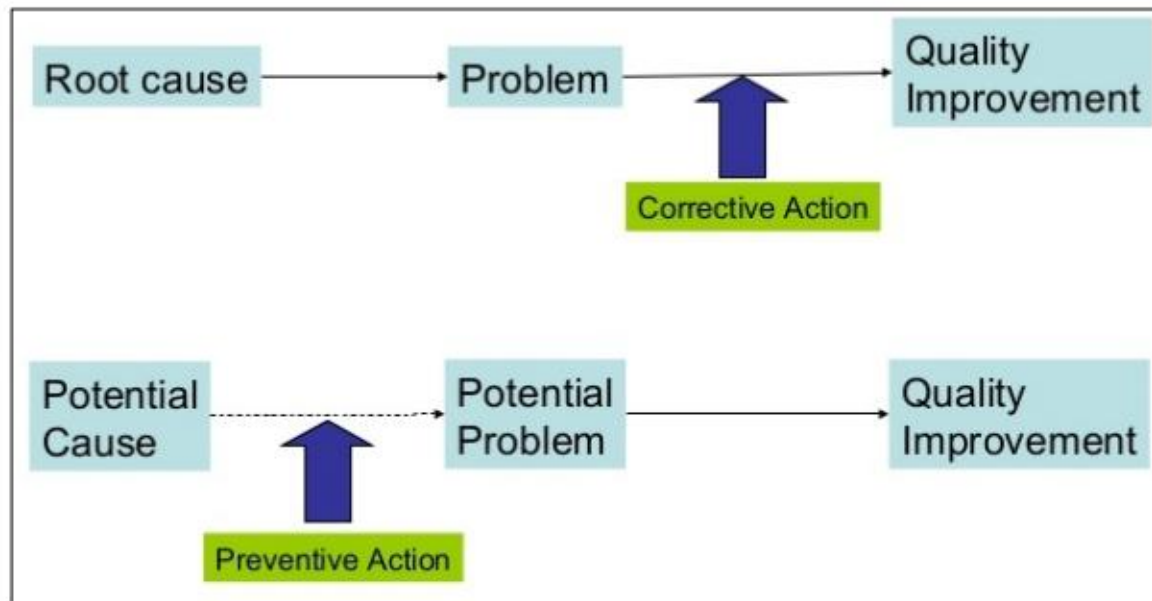 Root cause
Problem
Quality
Improvement
Corrective Action
Potential
Cause
Potential
Problem
Quality
Improvement
Preventive Action